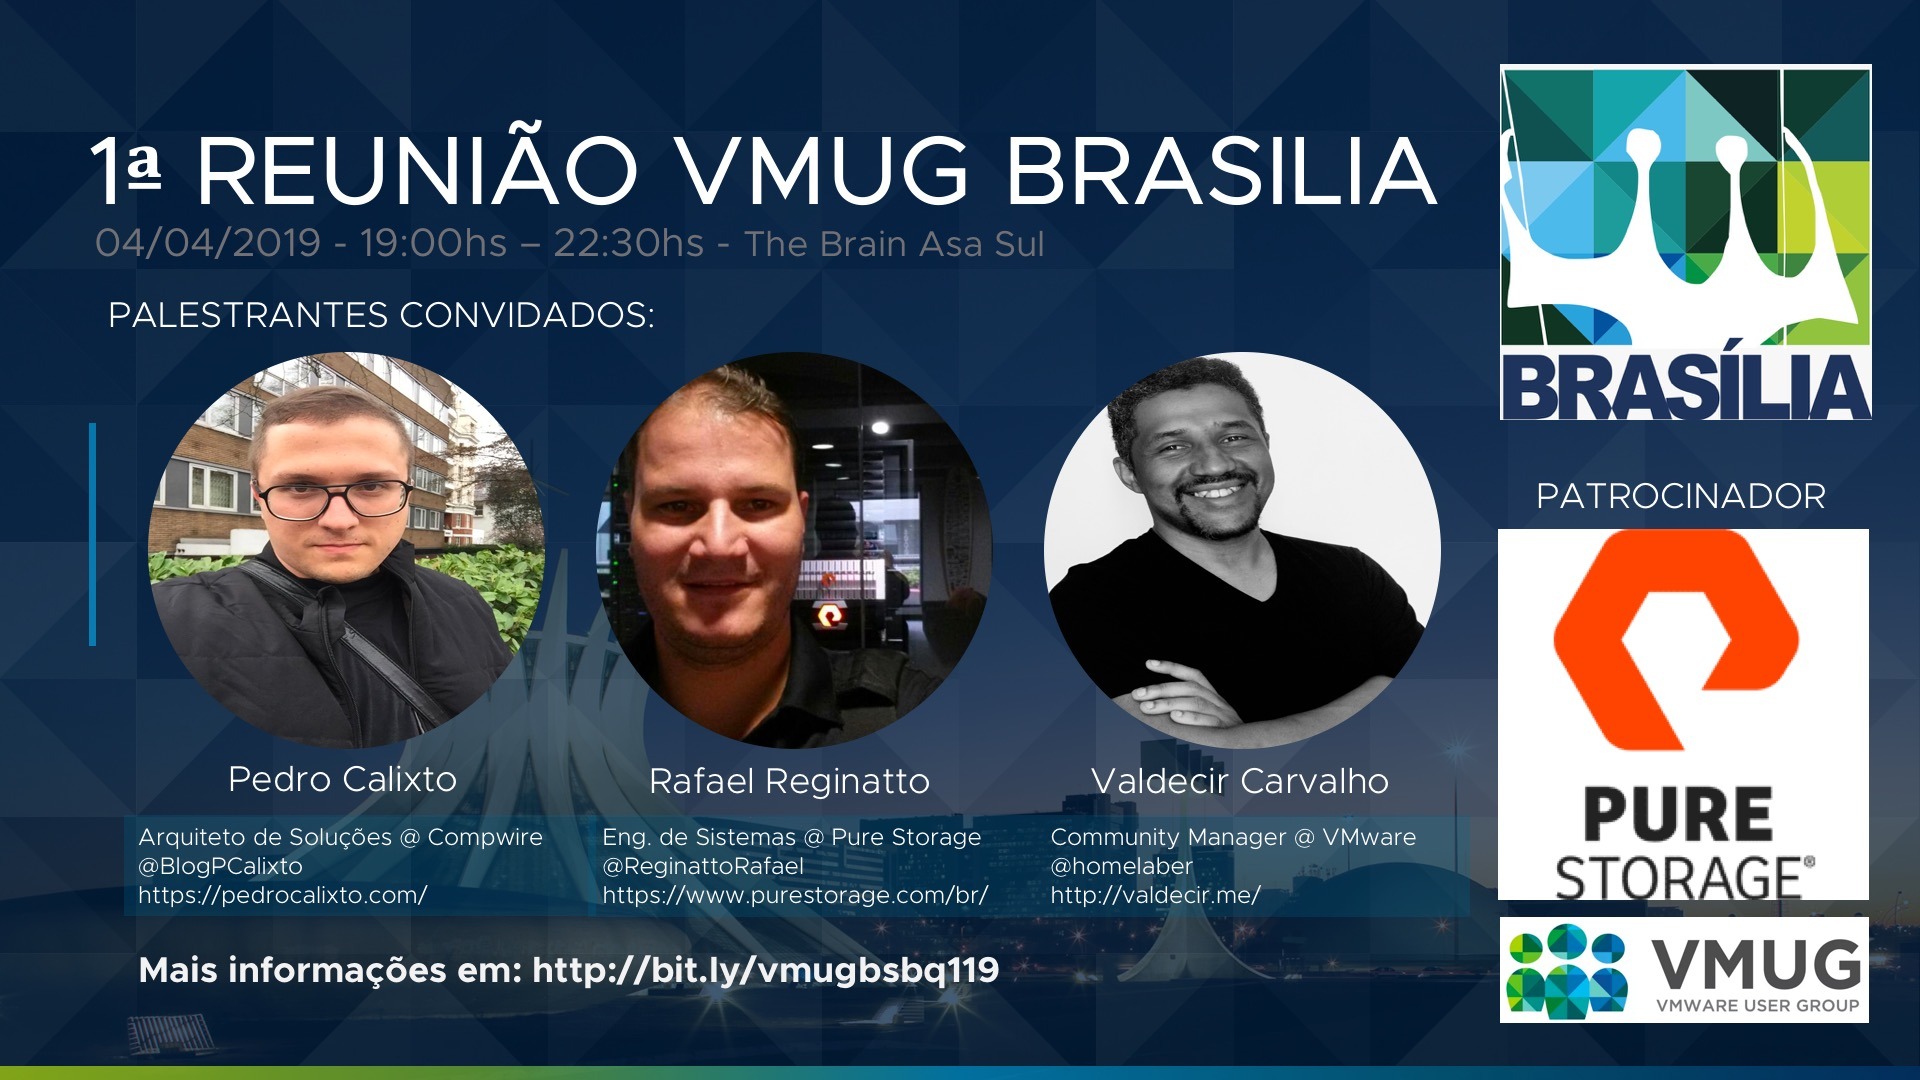 1ª REUNIÃO VMUG BRASILIA
04/04/2019 - 19:00hs – 22:30hs - The Brain Asa Sul
PALESTRANTES CONVIDADOS:
Pedro Calixto
Arquiteto de Soluções @ Compwire
@BlogPCalixto
https://pedrocalixto.com/
Rafael Reginatto
Eng. de Sistemas @ Pure Storage
@ReginattoRafael
https://www.purestorage.com/br/
Valdecir Carvalho
Community Manager @ VMware
@homelaber
http://valdecir.me/
Mais informações em: http://bit.ly/vmugbsbq119
BRASÍLIA
PATROCINADOR
PURE
STORAGE®
VMUG
VMWARE USER GROUP